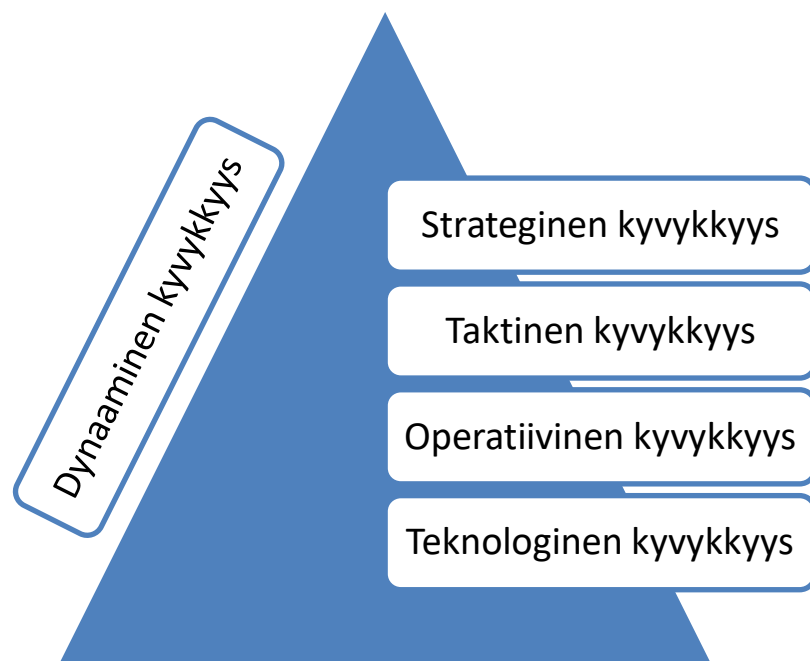 Dynaaminen kyvykkyys
Strateginen kyvykkyys
Taktinen kyvykkyys
Operatiivinen kyvykkyys
Teknologinen kyvykkyys